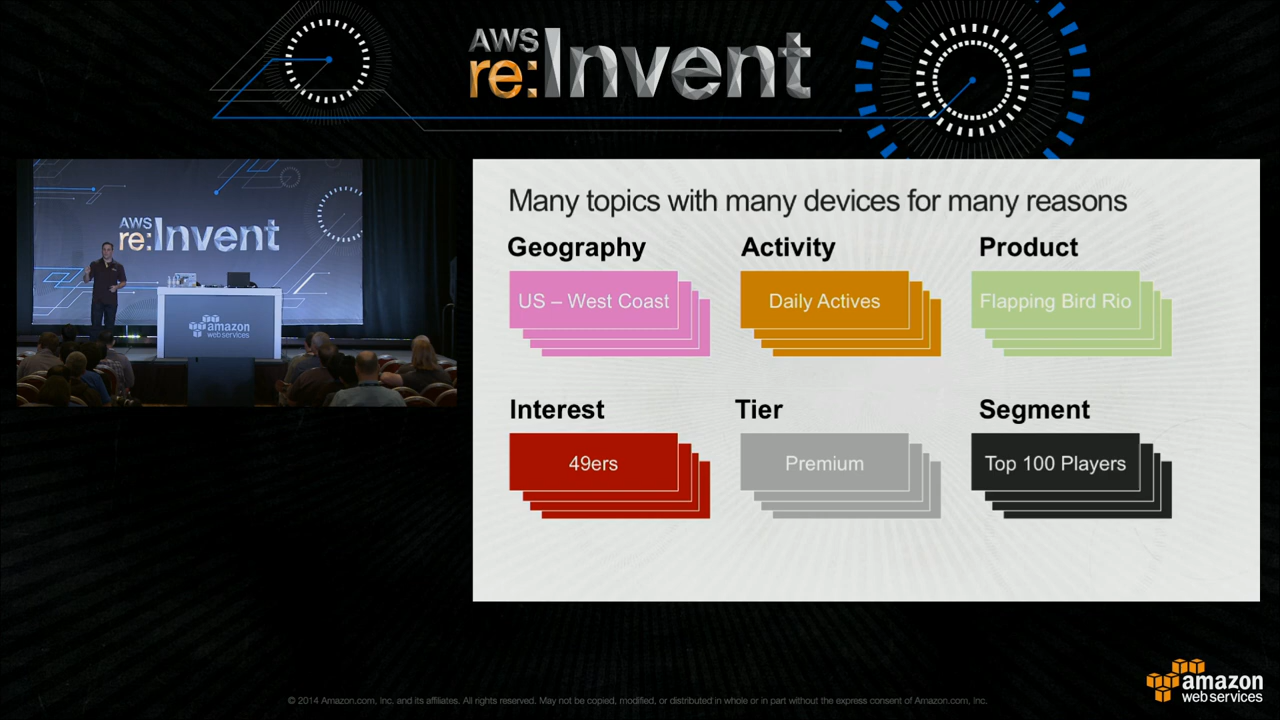 AWS
re:Invent
AWS
re:Invent
amazon
web services
Many topics with many devices for many reasons
Geography
Activity
Product
US – West Coast
Daily Actives
Flapping Bird Rio
Interest
Tier
Segment
49ers
Premium
Top 100 Players
amazon
web services
© 2014 Amazon.com, Inc. and its affiliates. All rights reserved. May not be copied, modified, or distributed in whole or in part without the express consent of Amazon.com, Inc.